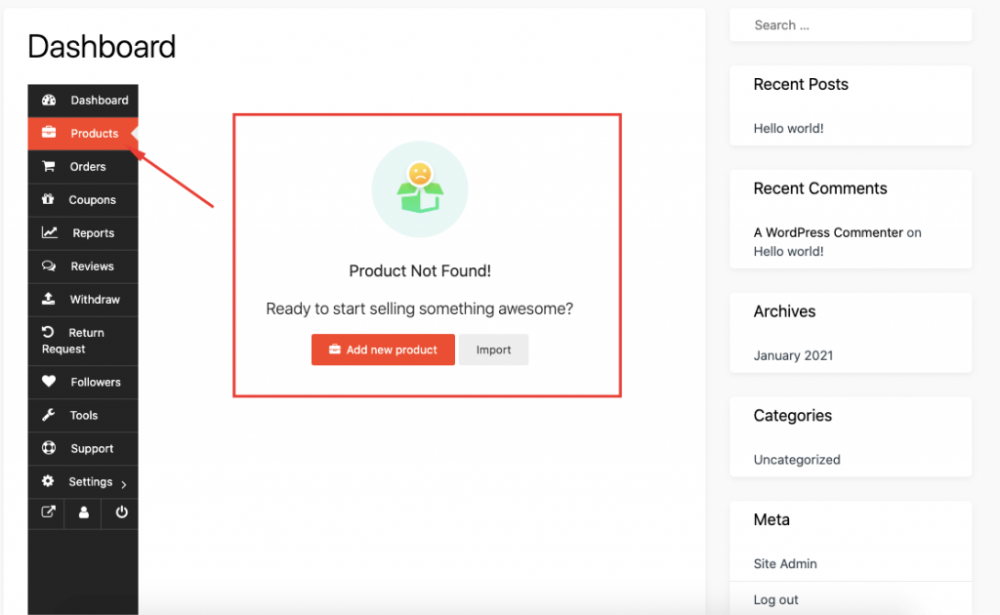 Dashboard
Dashboard
Products
Orders
Coupons
Reports
Reviews
Withdraw
Return
Request
Followers
Tools
Support
Settings
Product Not Found!
Ready to start selling something awesome?
Add new product
Import
Search ...
Recent Posts
Hello world!
Recent Comments
A WordPress Commenter on
Hello world!
Archives
January 2021
Categories
Uncategorized
Meta
Site Admin
Log out